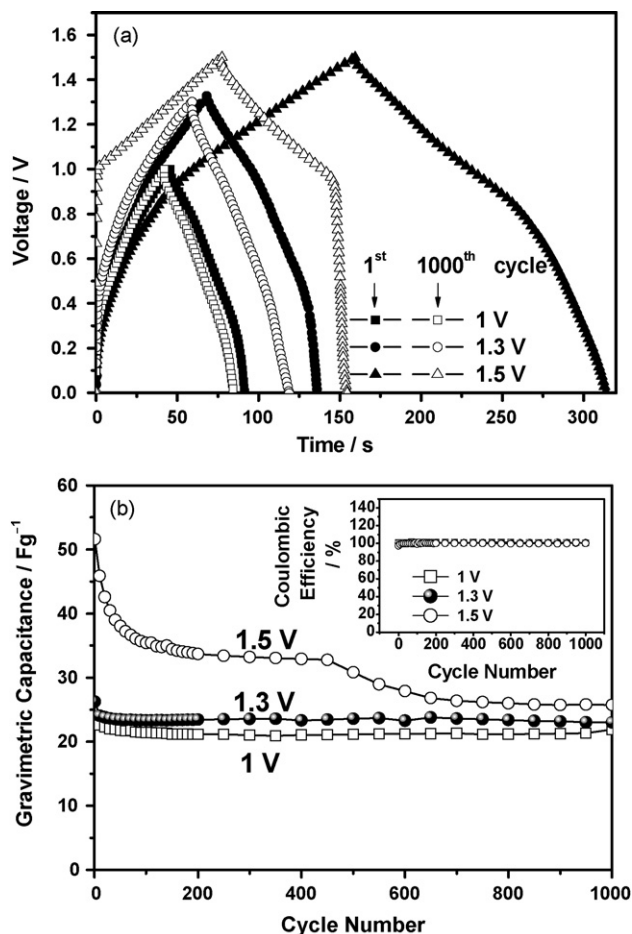 (a)
1.6
1.4
1.2
1.0
0.8
0.6
0.4
0.2
0.0
Voltage / V
1st 1000th cycle
1 V
1.3 V
1.5 V
0 50 100 150 200 250 300
Time / s
(b)
60
50
40
30
20
10
0
Gravimetric Capacitance / Fg⁻¹
1.5 V
1.3 V
1 V
0 200 400 600 800 1000
Cycle Number
140
120
100
80
60
40
20
0
Coulombic
Efficiency
/ %
1 V
1.3 V
1.5 V
0 200 400 600 800 1000
Cycle Number